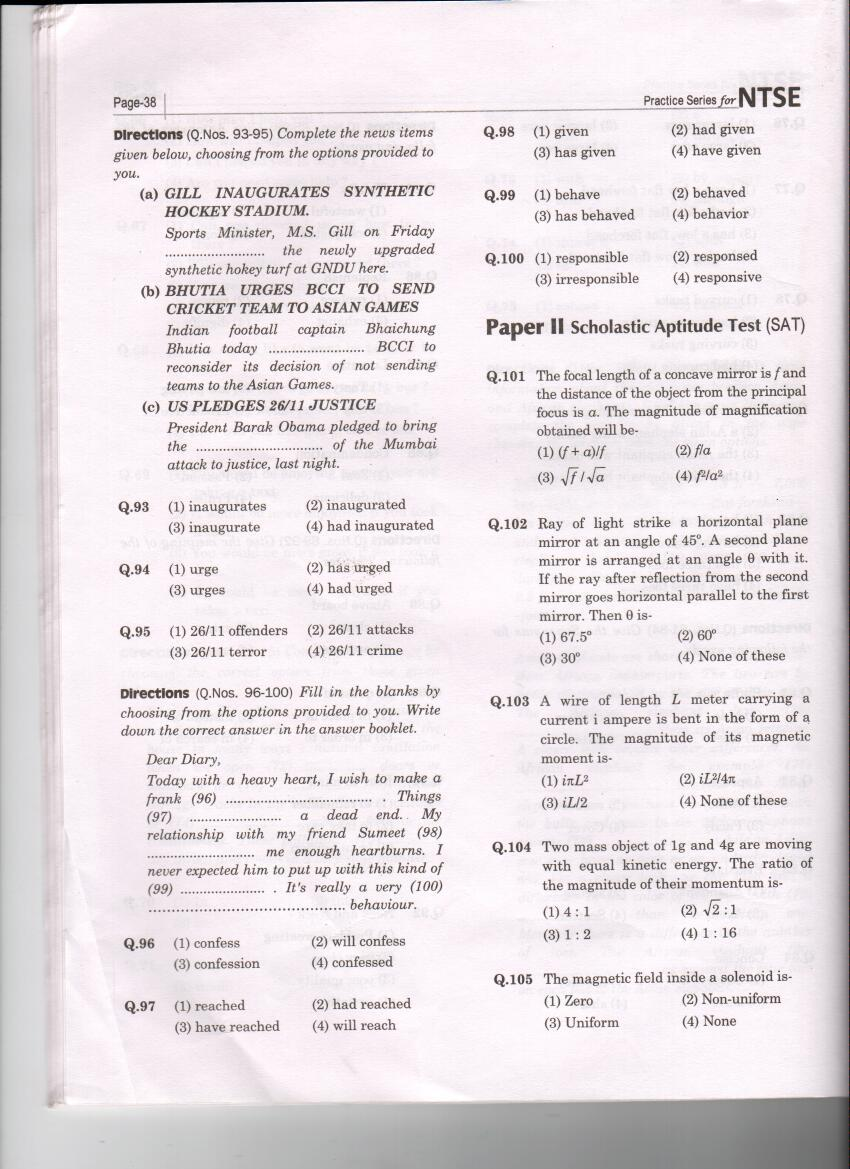 Page-38
Practice Series for NTSE
Directions (Q.Nos. 93-95) Complete the news items
given below, choosing from the options provided to
you.
(a) GILL INAUGURATES SYNTHETIC
HOCKEY STADIUM.
Sports Minister, M.S. Gill on Friday
.......................... the newly upgraded
synthetic hokey turf at GNDU here.
(b) BHUTIA URGES BCCI TO SEND
CRICKET TEAM TO ASIAN GAMES
Indian football captain Bhaichung
Bhutia today ......................... BCCI to
reconsider its decision of not sending
teams to the Asian Games.
(c) US PLEDGES 26/11 JUSTICE
President Barak Obama pledged to bring
the ................................. of the Mumbai
attack to justice, last night.
Q.93 (1) inaugurates (2) inaugurated
(3) inaugurate (4) had inaugurated
Q.94 (1) urge (2) has urged
(3) urges (4) had urged
Q.95 (1) 26/11 offenders (2) 26/11 attacks
(3) 26/11 terror (4) 26/11 crime
Directions (Q.Nos. 96-100) Fill in the blanks by
choosing from the options provided to you. Write
down the correct answer in the answer booklet.
Dear Diary,
Today with a heavy heart, I wish to make a
frank (96) ...................................... . Things
(97) ........................ a dead end. My
relationship with my friend Sumeet (98)
............................ me enough heartburns. I
never expected him to put up with this kind of
(99) ...................... . It's really a very (100)
.......................................... behaviour.
Q.96 (1) confess (2) will confess
(3) confession (4) confessed
Q.97 (1) reached (2) had reached
(3) have reached (4) will reach
Q.98 (1) given (2) had given
(3) has given (4) have given
Q.99 (1) behave (2) behaved
(3) has behaved (4) behavior
Q.100 (1) responsible (2) responsed
(3) irresponsible (4) responsive
Paper II Scholastic Aptitude Test (SAT)
Q.101 The focal length of a concave mirror is f and
the distance of the object from the principal
focus is a. The magnitude of magnification
obtained will be-
(1) (f + a)/f (2) f/a
(3) √f / √a (4) f²/a²
Q.102 Ray of light strike a horizontal plane
mirror at an angle of 45º. A second plane
mirror is arranged at an angle θ with it.
If the ray after reflection from the second
mirror goes horizontal parallel to the first
mirror. Then θ is-
(1) 67.5º (2) 60º
(3) 30º (4) None of these
Q.103 A wire of length L meter carrying a
current i ampere is bent in the form of a
circle. The magnitude of its magnetic
moment is-
(1) iπL² (2) iL²/4π
(3) iL/2 (4) None of these
Q.104 Two mass object of 1g and 4g are moving
with equal kinetic energy. The ratio of
the magnitude of their momentum is-
(1) 4 : 1 (2) √2 : 1
(3) 1 : 2 (4) 1 : 16
Q.105 The magnetic field inside a solenoid is-
(1) Zero (2) Non-uniform
(3) Uniform (4) None